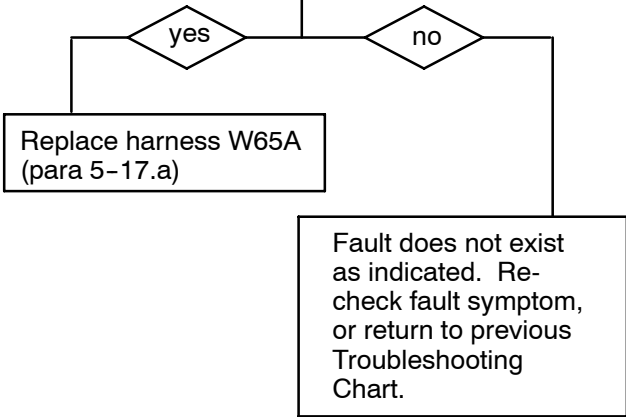 yes
no
Replace harness W65A
(para 5-17.a)
Fault does not exist
as indicated. Re-
check fault symptom,
or return to previous
Troubleshooting
Chart.